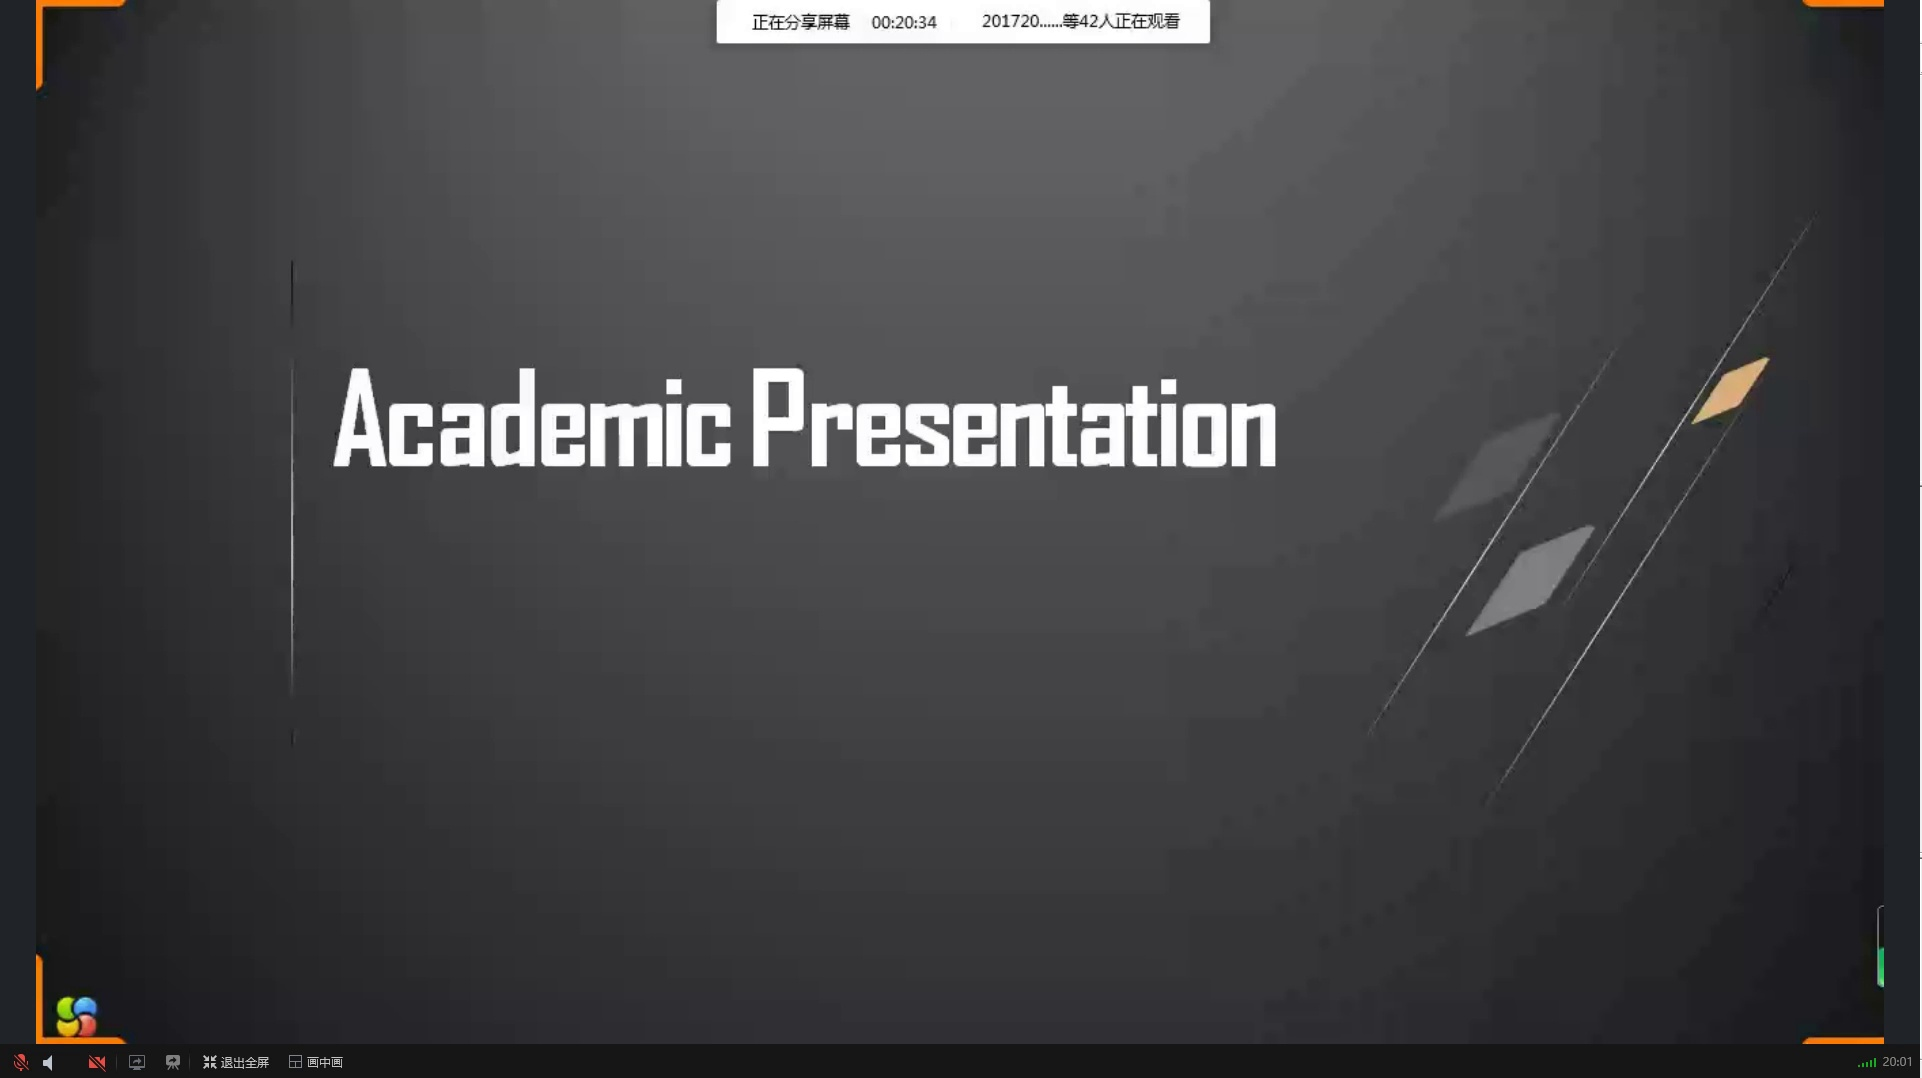 正在分享屏幕 00:20:34 201720......等42人正在观看
Academic Presentation
退出全屏 画中画 20:01